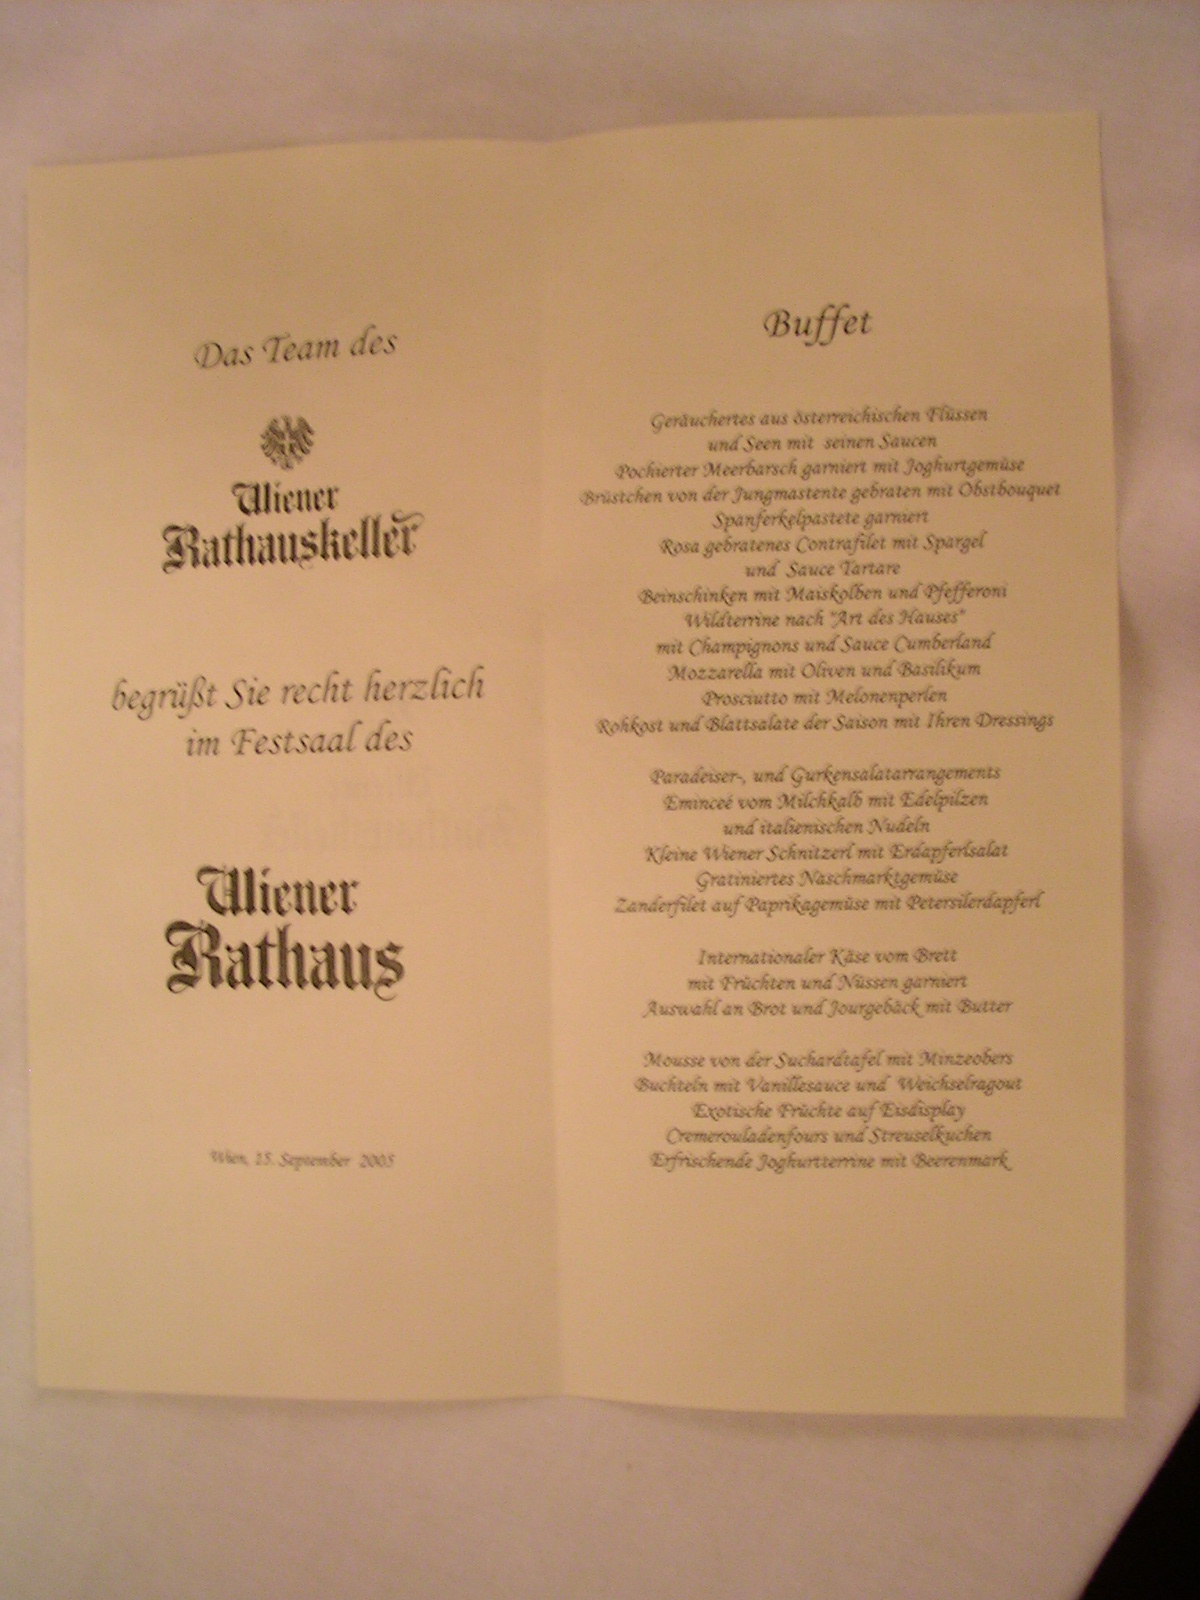 Das Team des
Wiener
Rathauskeller
begrüßt Sie recht herzlich
im Festsaal des
Wiener
Rathaus
Wien, 15. September 2005
Buffet
Geräuchertes aus österreichischen Flüssen
und Seen mit seinen Saucen
Pochierter Meerbarsch garniert mit Joghurtgemüse
Brüstchen von der Jungmastente gebraten mit Obstbouquet
Spanferkelpastete garniert
Rosa gebratenes Contrafilet mit Spargel
und Sauce Tartare
Beinschinken mit Maiskolben und Pfefferoni
Wildterrine nach "Art des Hauses"
mit Champignons und Sauce Cumberland
Mozzarella mit Oliven und Basilikum
Prosciutto mit Melonenperlen
Rohkost und Blattsalate der Saison mit Ihren Dressings
Paradeiser-, und Gurkensalatarrangements
Eminceé vom Milchkalb mit Edelpilzen
und italienischen Nudeln
Kleine Wiener Schnitzerl mit Erdapferlsalat
Gratiniertes Naschmarktgemüse
Zanderfilet auf Paprikagemüse mit Petersilerdapferl
Internationaler Käse vom Brett
mit Früchten und Nüssen garniert
Auswahl an Brot und Jourgebäck mit Butter
Mousse von der Suchardtafel mit Minzeobers
Buchteln mit Vanillesauce und Weichselragout
Exotische Früchte auf Eisdisplay
Cremerouladenfours und Streuselkuchen
Erfrischende Joghurtterrine mit Beerenmark